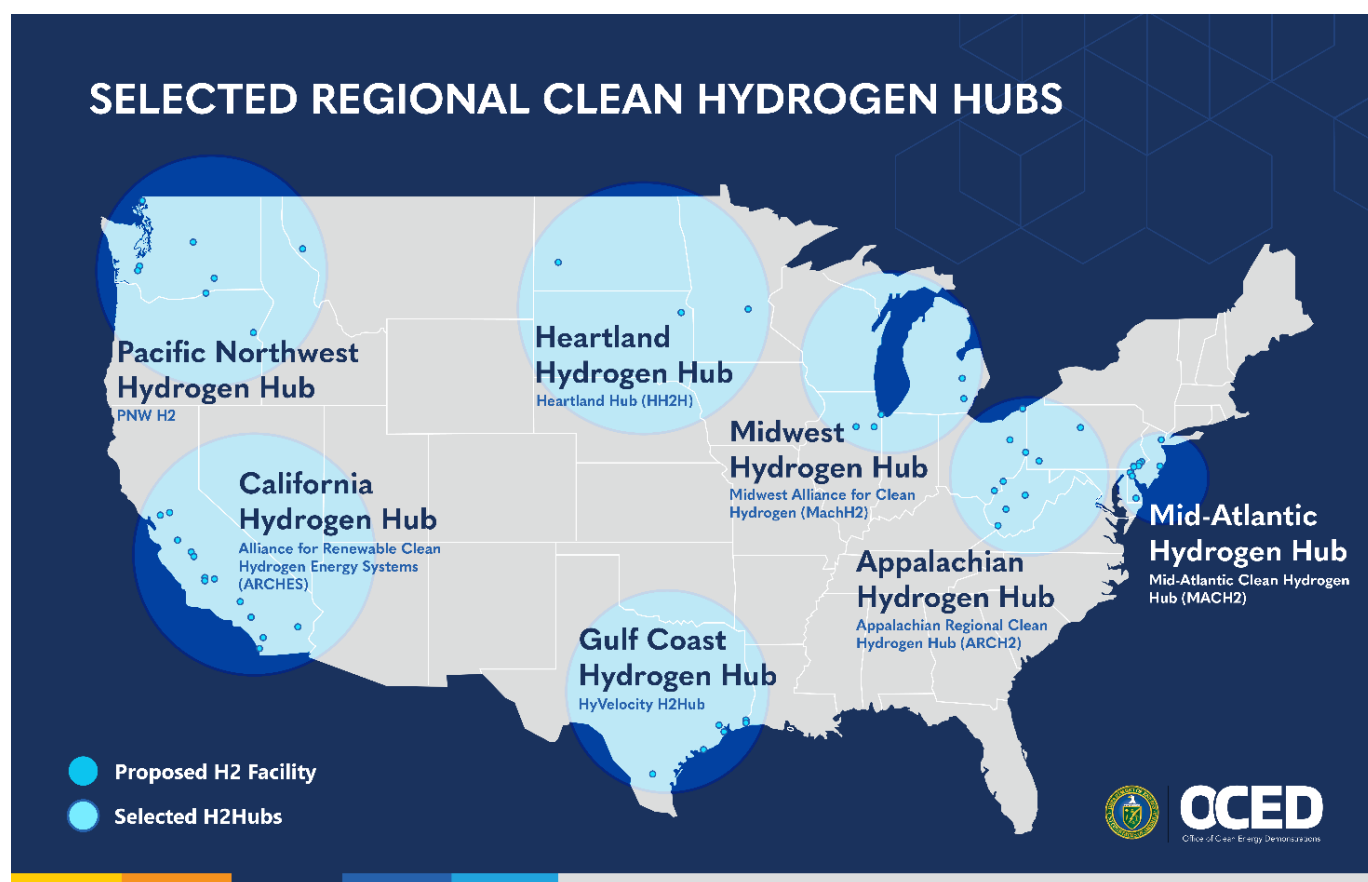 SELECTED REGIONAL CLEAN HYDROGEN HUBS
Pacific Northwest
Hydrogen Hub
PNW H2
Heartland
Hydrogen Hub
Heartland Hub (HH2H)
Midwest
Hydrogen Hub
Midwest Alliance for Clean
Hydrogen (MachH2)
California
Hydrogen Hub
Alliance for Renewable Clean
Hydrogen Energy Systems
(ARCHES)
Mid-Atlantic
Hydrogen Hub
Mid-Atlantic Clean Hydrogen
Hub (MACH2)
Appalachian
Hydrogen Hub
Appalachian Regional Clean
Hydrogen Hub (ARCH2)
Gulf Coast
Hydrogen Hub
HyVelocity H2Hub
Proposed H2 Facility
Selected H2Hubs
OCED
Office of Clean Energy Demonstrations